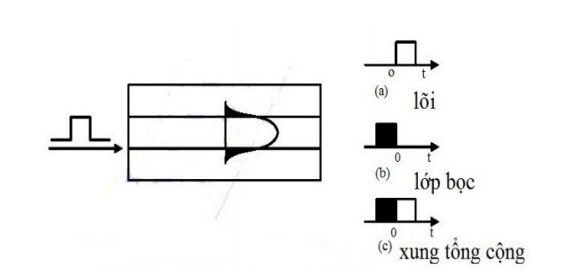 o t
(a)
lõi
0 t
(b)
lớp bọc
0 t
(c) xung tổng cộng